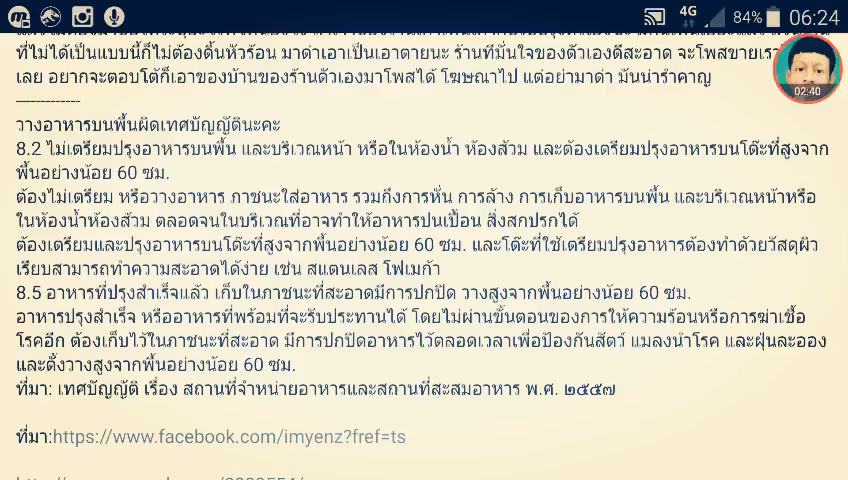 4G 84% 06:24
ที่ไม่ได้เป็นแบบนี้ก็ไม่ต้องดิ้นหัวร้อน มาด่าเอาเป็นเอาตายนะ ร้านที่มั่นใจของตัวเองดีสะอาด จะโพสขายเรา
เลย อยากจะตอบโต้ก็เอาของบ้านของร้านตัวเองมาโพสได้ โฆษณาไป แต่อย่ามาด่า มันน่ารำคาญ
02:40
-------------
วางอาหารบนพื้นผิดเทศบัญญัตินะคะ
8.2 ไม่เตรียมปรุงอาหารบนพื้น และบริเวณหน้า หรือในห้องน้ำ ห้องส้วม และต้องเตรียมปรุงอาหารบนโต๊ะที่สูงจาก
พื้นอย่างน้อย 60 ซม.
ต้องไม่เตรียม หรือวางอาหาร ภาชนะใส่อาหาร รวมถึงการหั่น การล้าง การเก็บอาหารบนพื้น และบริเวณหน้าหรือ
ในห้องน้ำห้องส้วม ตลอดจนในบริเวณที่อาจทำให้อาหารปนเปื้อน สิ่งสกปรกได้
ต้องเตรียมและปรุงอาหารบนโต๊ะที่สูงจากพื้นอย่างน้อย 60 ซม. และโต๊ะที่ใช้เตรียมปรุงอาหารต้องทำด้วยวัสดุผิว
เรียบสามารถทำความสะอาดได้ง่าย เช่น สแตนเลส โฟเมก้า
8.5 อาหารที่ปรุงสำเร็จแล้ว เก็บในภาชนะที่สะอาดมีการปกปิด วางสูงจากพื้นอย่างน้อย 60 ซม.
อาหารปรุงสำเร็จ หรืออาหารที่พร้อมที่จะรับประทานได้ โดยไม่ผ่านขั้นตอนของการให้ความร้อนหรือการฆ่าเชื้อ
โรคอีก ต้องเก็บไว้ในภาชนะที่สะอาด มีการปกปิดอาหารไว้ตลอดเวลาเพื่อป้องกันสัตว์ แมลงนำโรค และฝุ่นละออง
และตั้งวางสูงจากพื้นอย่างน้อย 60 ซม.
ที่มา: เทศบัญญัติ เรื่อง สถานที่จำหน่ายอาหารและสถานที่สะสมอาหาร พ.ศ. ๒๕๕๗
ที่มา:https://www.facebook.com/imyenz?fref=ts